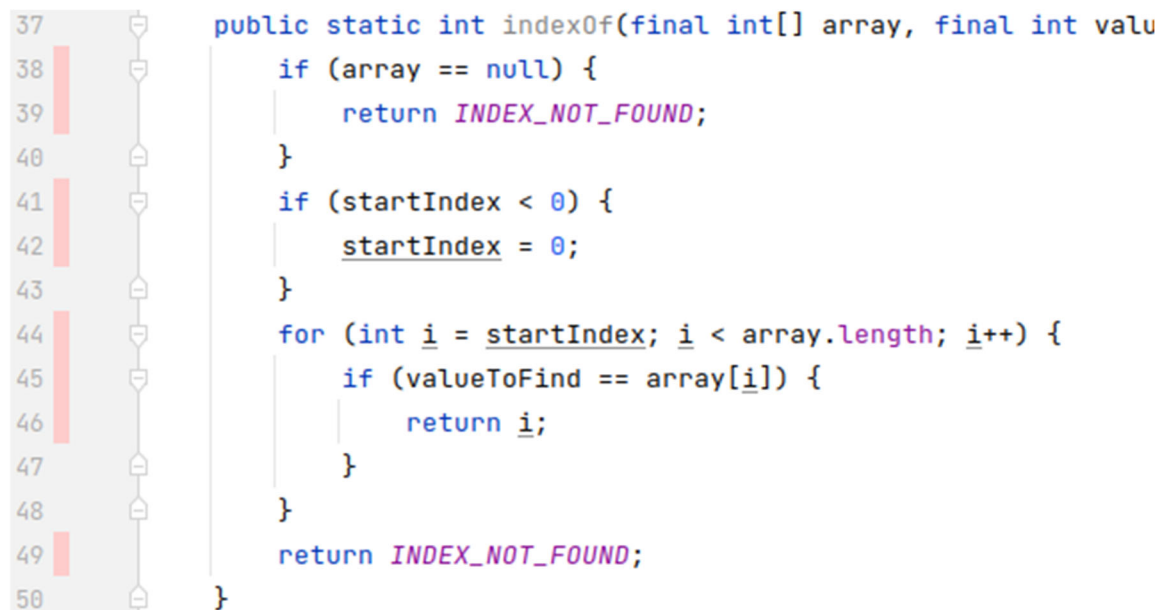 37 public static int indexOf(final int[] array, final int valu
38 if (array == null) {
39 return INDEX_NOT_FOUND;
40 }
41 if (startIndex < 0) {
42 startIndex = 0;
43 }
44 for (int i = startIndex; i < array.length; i++) {
45 if (valueToFind == array[i]) {
46 return i;
47 }
48 }
49 return INDEX_NOT_FOUND;
50 }